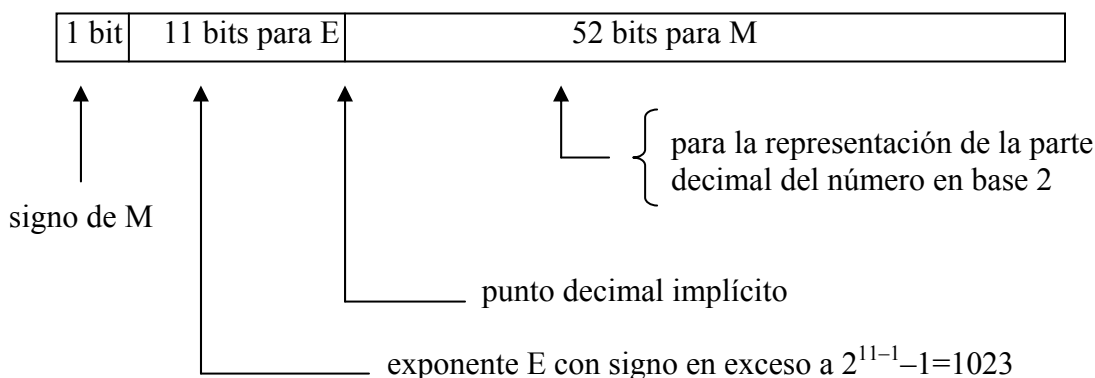 1 bit 11 bits para E 52 bits para M
para la representación de la parte
decimal del número en base 2
signo de M
punto decimal implícito
exponente E con signo en exceso a 2^{11–1}–1=1023